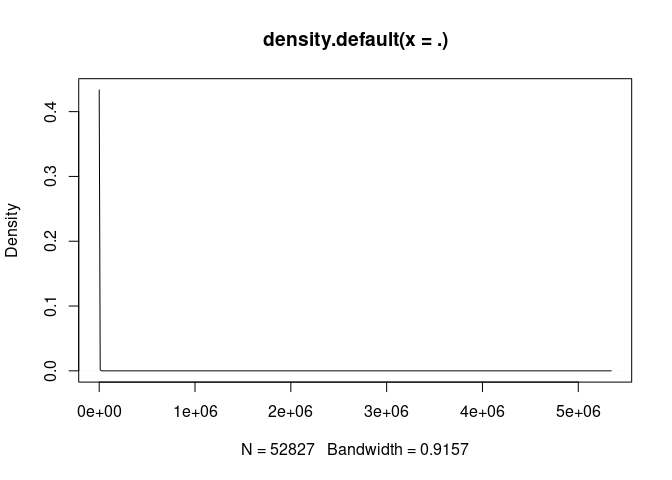 density.default(x = .)
Density
0.0 0.1 0.2 0.3 0.4
0e+00 1e+06 2e+06 3e+06 4e+06 5e+06
N = 52827 Bandwidth = 0.9157